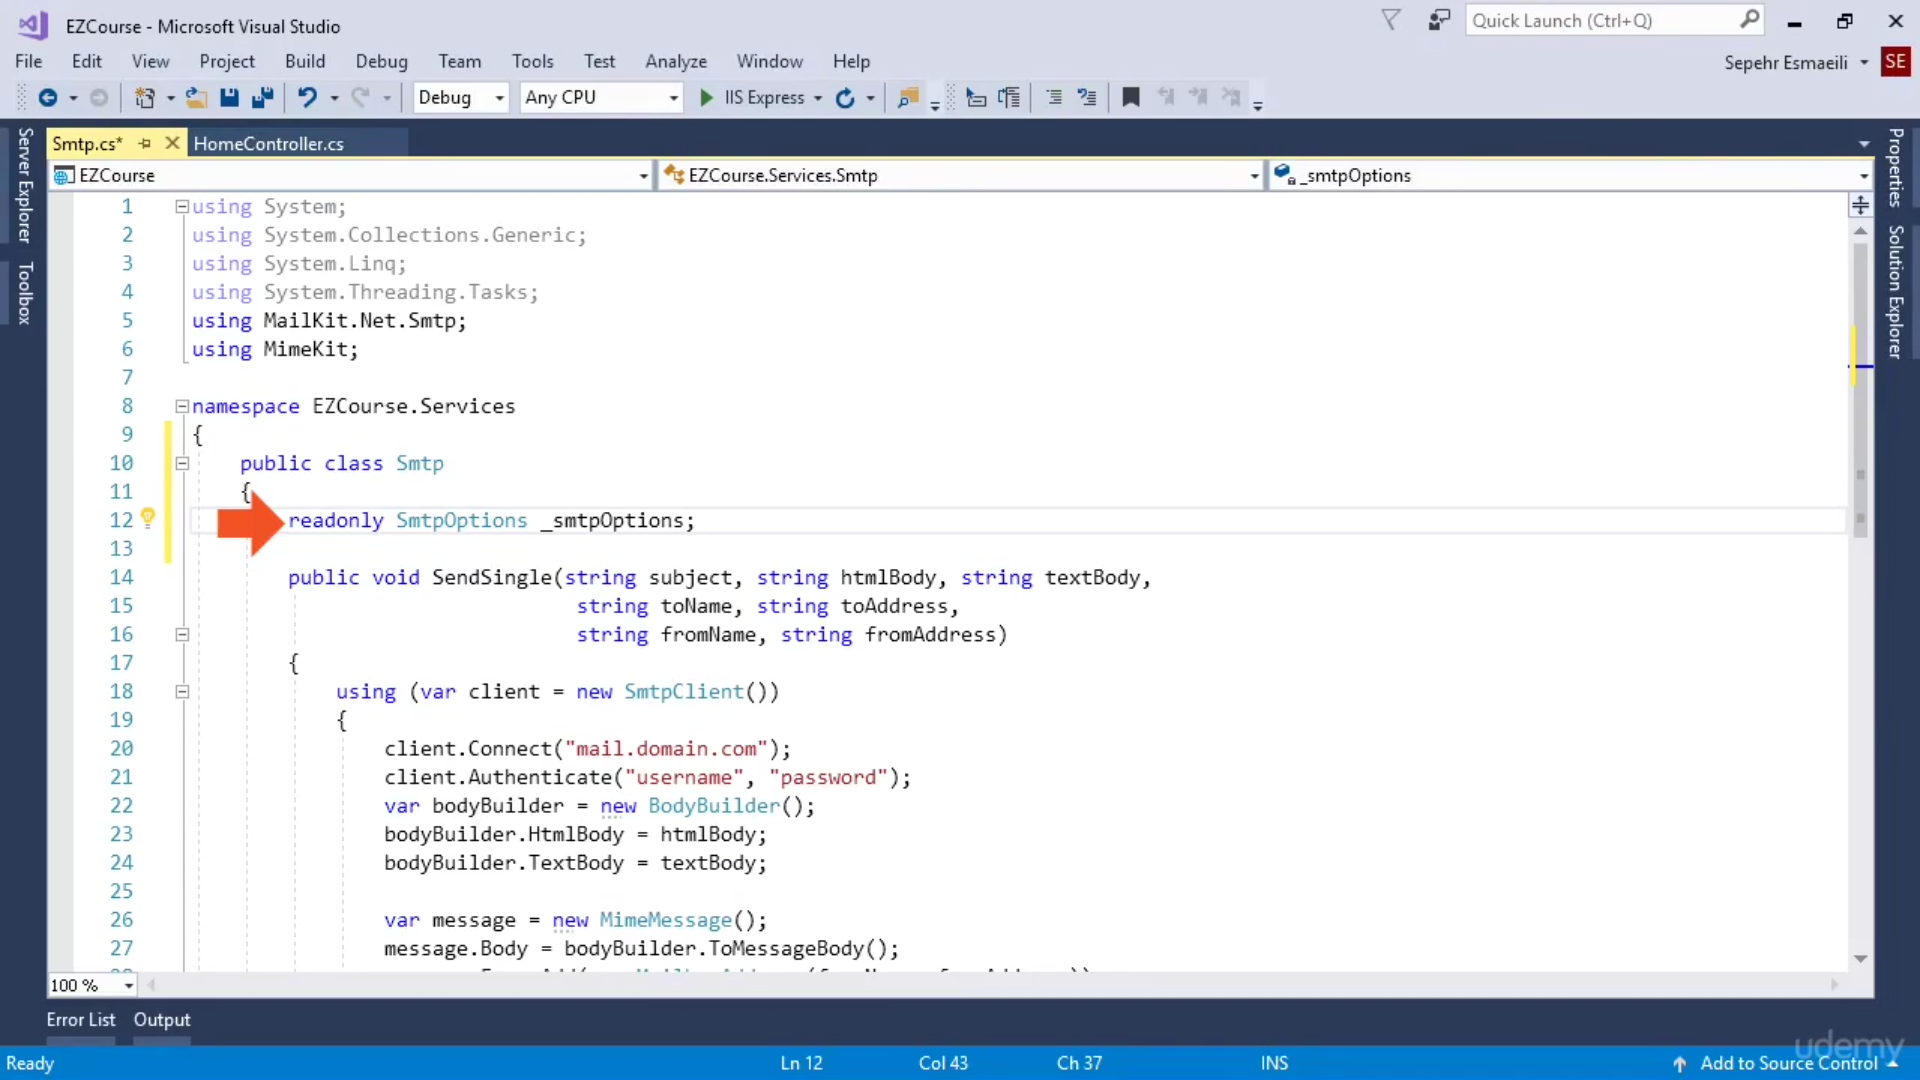 EZCourse - Microsoft Visual Studio
Quick Launch (Ctrl+Q)
File Edit View Project Build Debug Team Tools Test Analyze Window Help
Sepehr Esmaeili SE
Debug Any CPU IIS Express
Smtp.cs* HomeController.cs
EZCourse EZCourse.Services.Smtp _smtpOptions
Server Explorer
Toolbox
Properties
Solution Explorer
1 using System;
2 using System.Collections.Generic;
3 using System.Linq;
4 using System.Threading.Tasks;
5 using MailKit.Net.Smtp;
6 using MimeKit;
7
8 namespace EZCourse.Services
9 {
10 public class Smtp
11 {
12 readonly SmtpOptions _smtpOptions;
13
14 public void SendSingle(string subject, string htmlBody, string textBody,
15 string toName, string toAddress,
16 string fromName, string fromAddress)
17 {
18 using (var client = new SmtpClient())
19 {
20 client.Connect("mail.domain.com");
21 client.Authenticate("username", "password");
22 var bodyBuilder = new BodyBuilder();
23 bodyBuilder.HtmlBody = htmlBody;
24 bodyBuilder.TextBody = textBody;
25
26 var message = new MimeMessage();
27 message.Body = bodyBuilder.ToMessageBody();
100 %
Error List Output
Ready Ln 12 Col 43 Ch 37 INS Add to Source Control
udemy